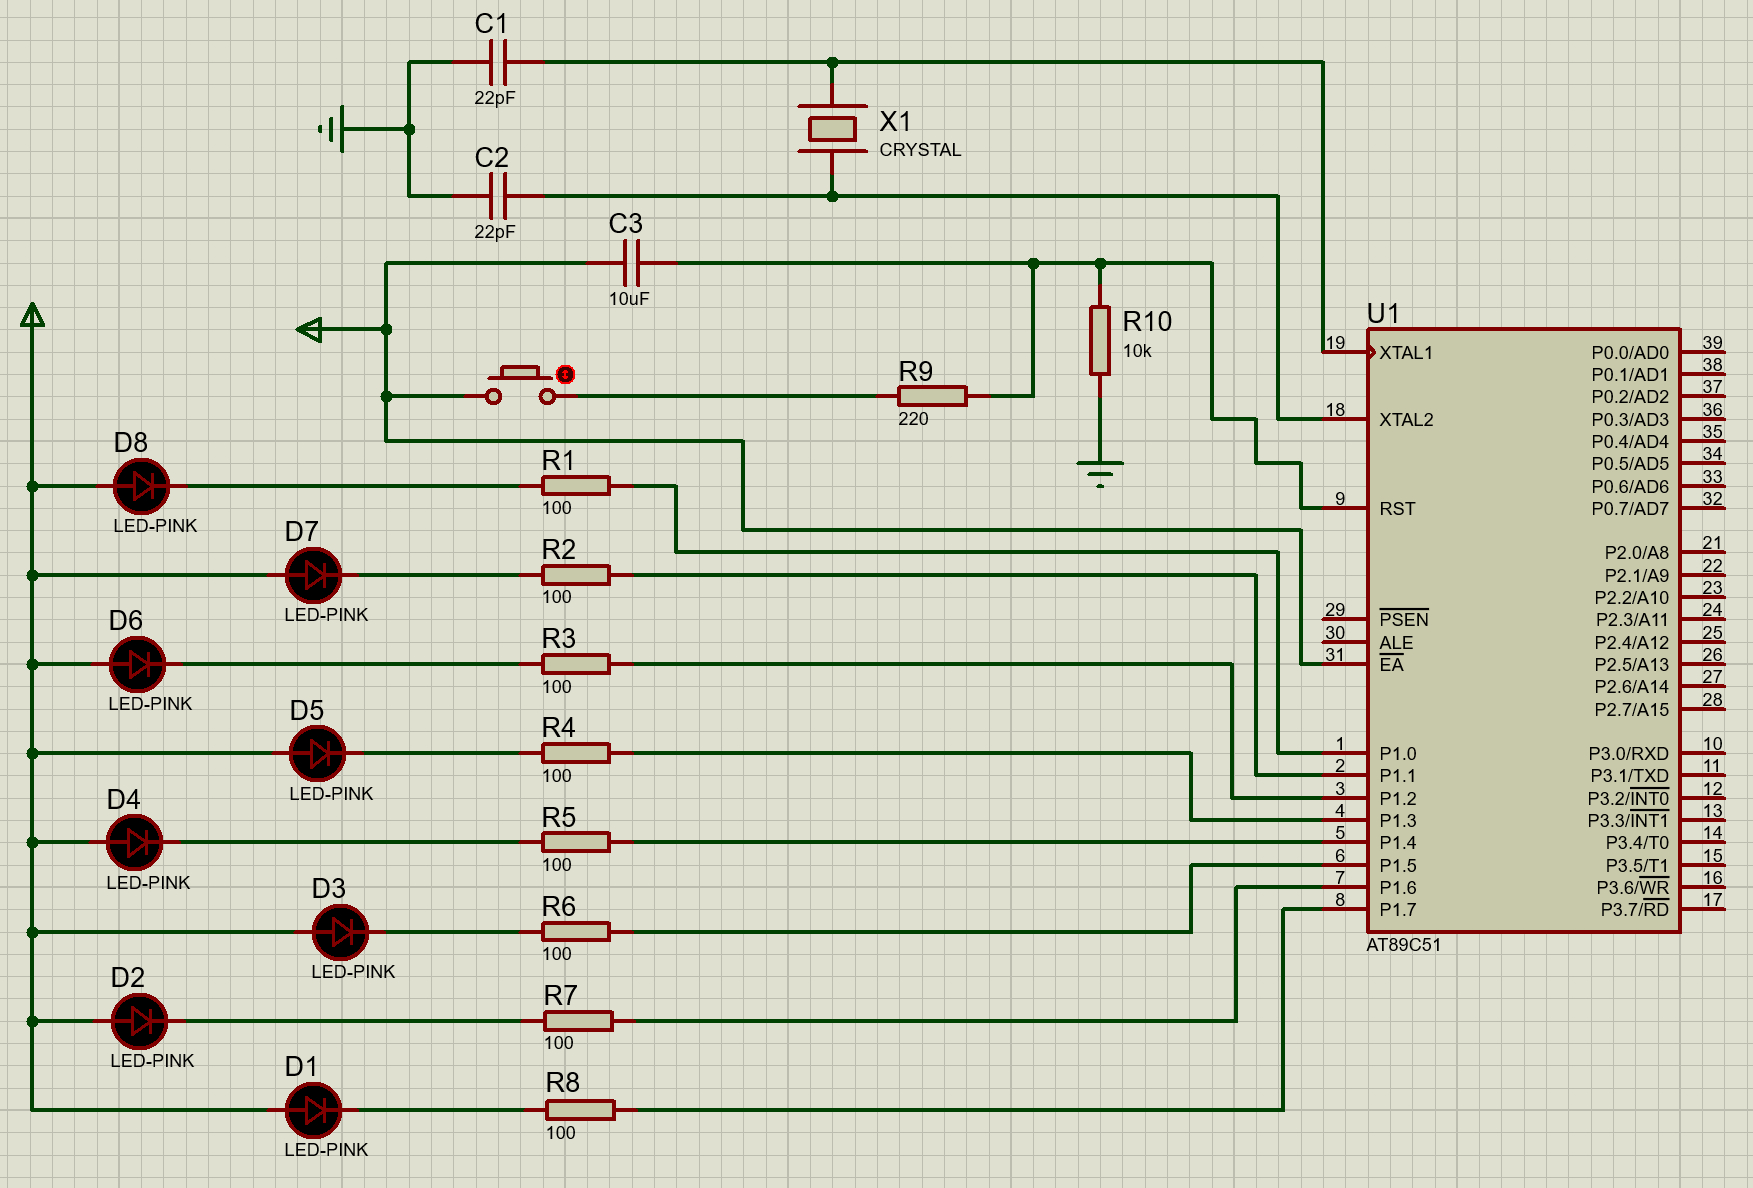 C1
22pF
C2
22pF
X1
CRYSTAL
C3
10uF
R10
10k
R9
220
D8
LED-PINK
R1
100
D7
LED-PINK
R2
100
D6
LED-PINK
R3
100
D5
LED-PINK
R4
100
D4
LED-PINK
R5
100
D3
LED-PINK
R6
100
D2
LED-PINK
R7
100
D1
LED-PINK
R8
100
U1
19 XTAL1 P0.0/AD0 39
P0.1/AD1 38
P0.2/AD2 37
18 XTAL2 P0.3/AD3 36
P0.4/AD4 35
P0.5/AD5 34
P0.6/AD6 33
9 RST P0.7/AD7 32
P2.0/A8 21
P2.1/A9 22
P2.2/A10 23
29 PSEN P2.3/A11 24
30 ALE P2.4/A12 25
31 EA P2.5/A13 26
P2.6/A14 27
P2.7/A15 28
1 P1.0 P3.0/RXD 10
2 P1.1 P3.1/TXD 11
3 P1.2 P3.2/INT0 12
4 P1.3 P3.3/INT1 13
5 P1.4 P3.4/T0 14
6 P1.5 P3.5/T1 15
7 P1.6 P3.6/WR 16
8 P1.7 P3.7/RD 17
AT89C51